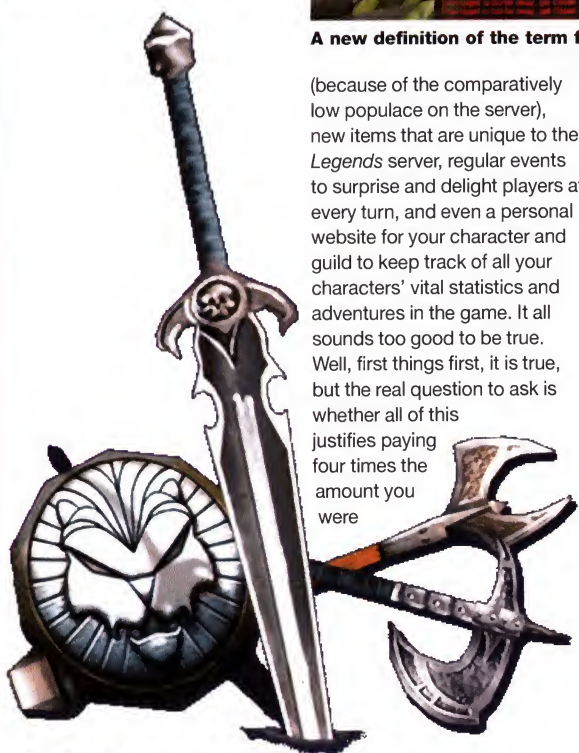 A new definition of the term
(because of the comparatively
low populace on the server),
new items that are unique to the
Legends server, regular events
to surprise and delight players
every turn, and even a personal
website for your character and
guild to keep track of all your
characters' vital statistics and
adventures in the game. It all
sounds too good to be true.
Well, first things first, it is true,
but the real question to ask is
whether all of this
justifies paying
four times the
amount you
were